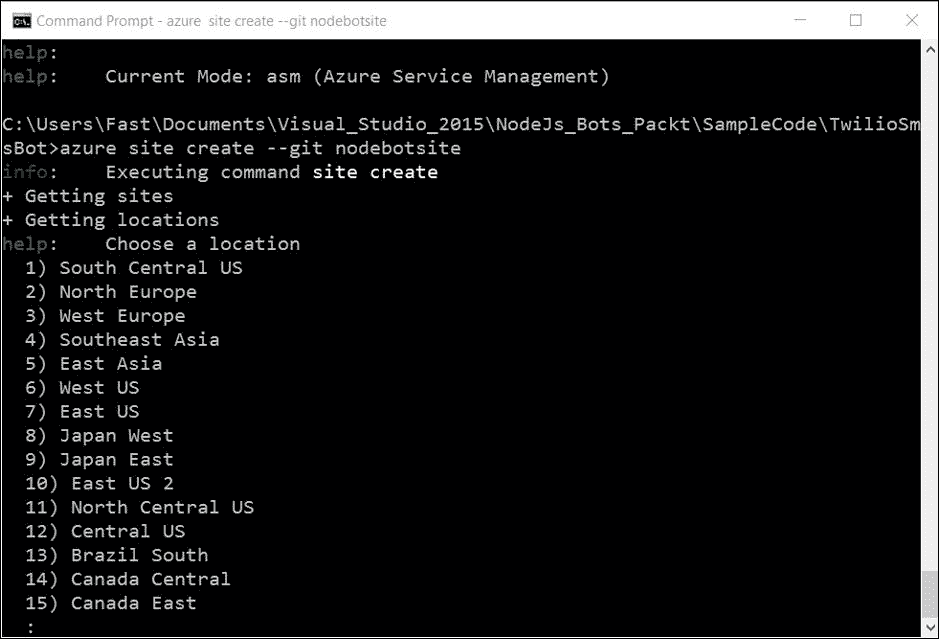 Command Prompt - azure  site create --git nodebotsite
help:
help:    Current Mode: asm (Azure Service Management)
C:\Users\Fast\Documents\Visual_Studio_2015\NodeJs_Bots_Packt\SampleCode\TwilioSm
sBot>azure site create --git nodebotsite
info:    Executing command site create
+ Getting sites
+ Getting locations
help:    Choose a location
  1) South Central US
  2) North Europe
  3) West Europe
  4) Southeast Asia
  5) East Asia
  6) West US
  7) East US
  8) Japan West
  9) Japan East
  10) East US 2
  11) North Central US
  12) Central US
  13) Brazil South
  14) Canada Central
  15) Canada East
  :